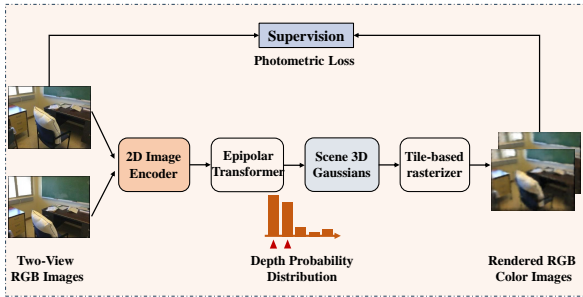 Supervision
Photometric Loss
2D Image
Encoder
Epipolar
Transformer
Scene 3D
Gaussians
Tile-based
rasterizer
Two-View
RGB Images
Depth Probability
Distribution
Rendered RGB
Color Images